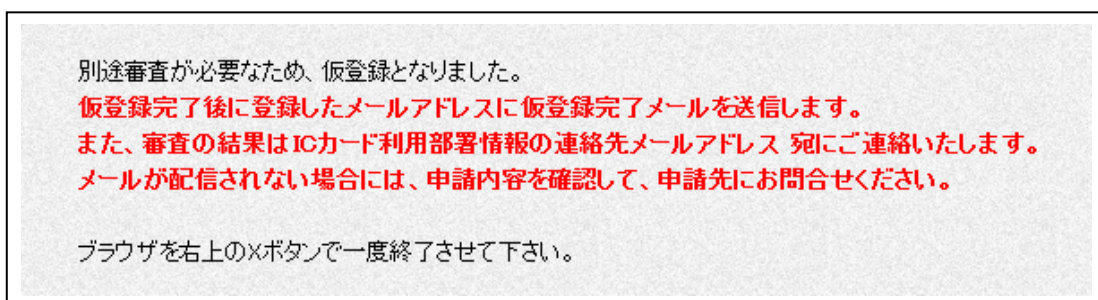 別途審査が必要なため、仮登録となりました。
仮登録完了後に登録したメールアドレスに仮登録完了メールを送信します。
また、審査の結果はICカード利用部署情報の連絡先メールアドレス 宛にご連絡いたします。
メールが配信されない場合には、申請内容を確認して、申請先にお問合せください。
ブラウザを右上のXボタンで一度終了させて下さい。